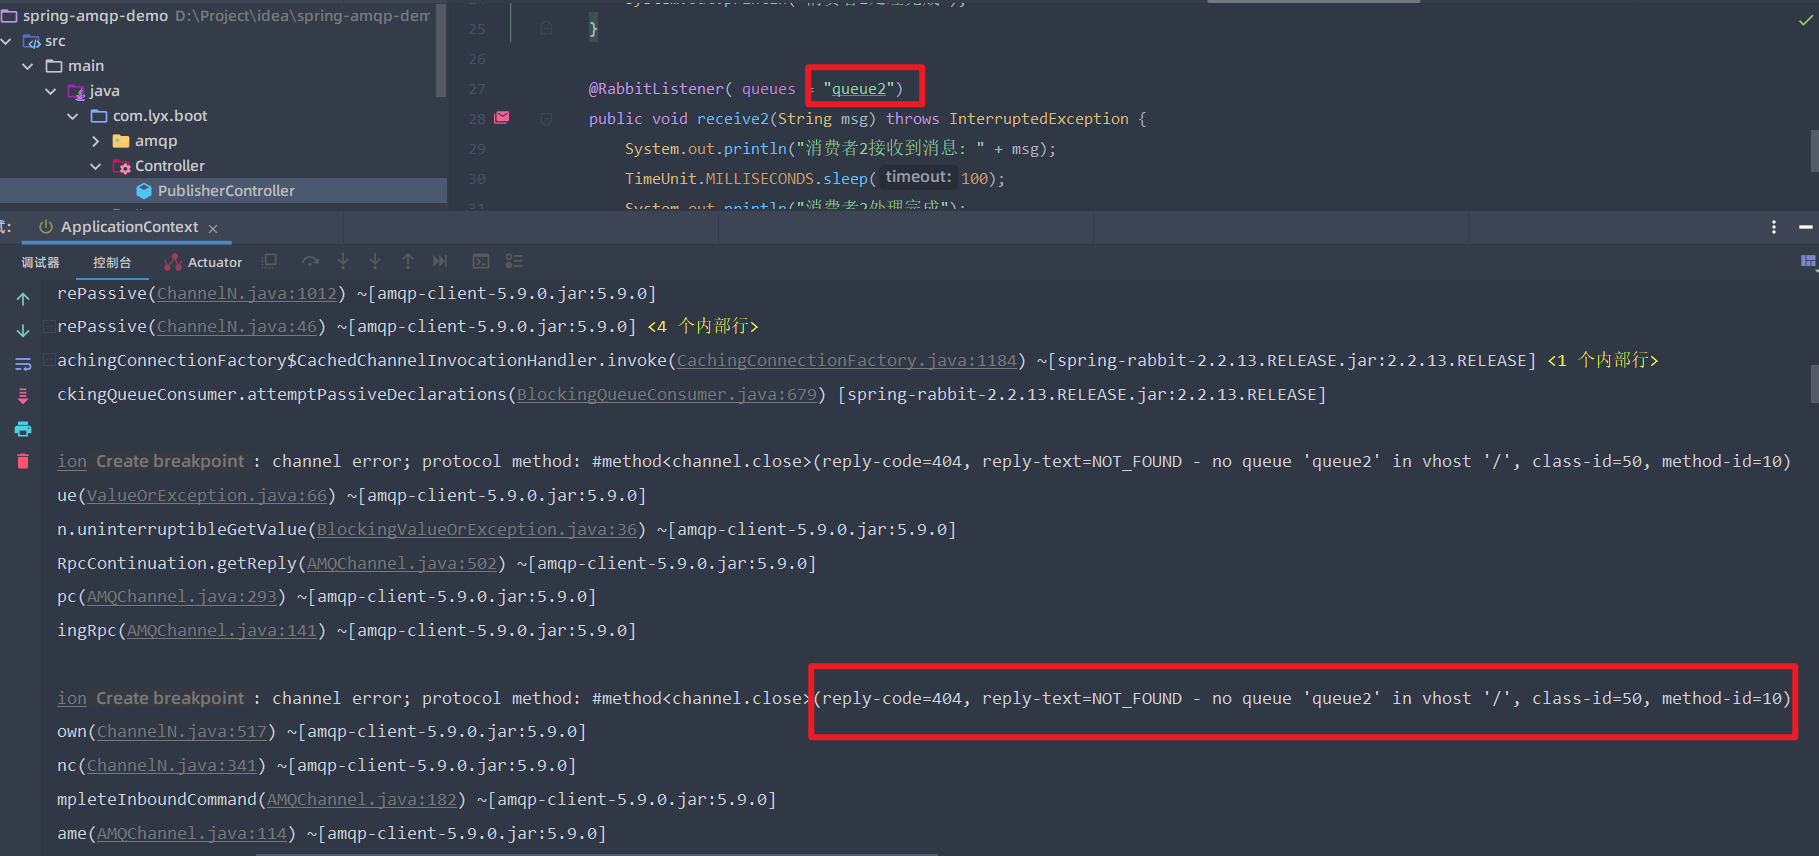 spring-amqp-demo D:\Project\idea\spring-amqp-dem
src
main
java
com.lyx.boot
amqp
Controller
PublisherController
25 }
26
27 @RabbitListener( queues = "queue2")
28 public void receive2(String msg) throws InterruptedException {
29 System.out.println("消费者2接收到消息: " + msg);
30 TimeUnit.MILLISECONDS.sleep( timeout: 100);
System.out.println("消费者2处理完成");
ApplicationContext
调试器 控制台 Actuator
rePassive(ChannelN.java:1012) ~[amqp-client-5.9.0.jar:5.9.0]
rePassive(ChannelN.java:46) ~[amqp-client-5.9.0.jar:5.9.0] <4 个内部行>
achingConnectionFactory$CachedChannelInvocationHandler.invoke(CachingConnectionFactory.java:1184) ~[spring-rabbit-2.2.13.RELEASE.jar:2.2.13.RELEASE] <1 个内部行>
ckingQueueConsumer.attemptPassiveDeclarations(BlockingQueueConsumer.java:679) [spring-rabbit-2.2.13.RELEASE.jar:2.2.13.RELEASE]
ion Create breakpoint : channel error; protocol method: #method<channel.close>(reply-code=404, reply-text=NOT_FOUND - no queue 'queue2' in vhost '/', class-id=50, method-id=10)
ue(ValueOrException.java:66) ~[amqp-client-5.9.0.jar:5.9.0]
n.uninterruptibleGetValue(BlockingValueOrException.java:36) ~[amqp-client-5.9.0.jar:5.9.0]
RpcContinuation.getReply(AMQChannel.java:502) ~[amqp-client-5.9.0.jar:5.9.0]
pc(AMQChannel.java:293) ~[amqp-client-5.9.0.jar:5.9.0]
ingRpc(AMQChannel.java:141) ~[amqp-client-5.9.0.jar:5.9.0]
ion Create breakpoint : channel error; protocol method: #method<channel.close>(reply-code=404, reply-text=NOT_FOUND - no queue 'queue2' in vhost '/', class-id=50, method-id=10)
own(ChannelN.java:517) ~[amqp-client-5.9.0.jar:5.9.0]
nc(ChannelN.java:341) ~[amqp-client-5.9.0.jar:5.9.0]
mpleteInboundCommand(AMQChannel.java:182) ~[amqp-client-5.9.0.jar:5.9.0]
ame(AMQChannel.java:114) ~[amqp-client-5.9.0.jar:5.9.0]